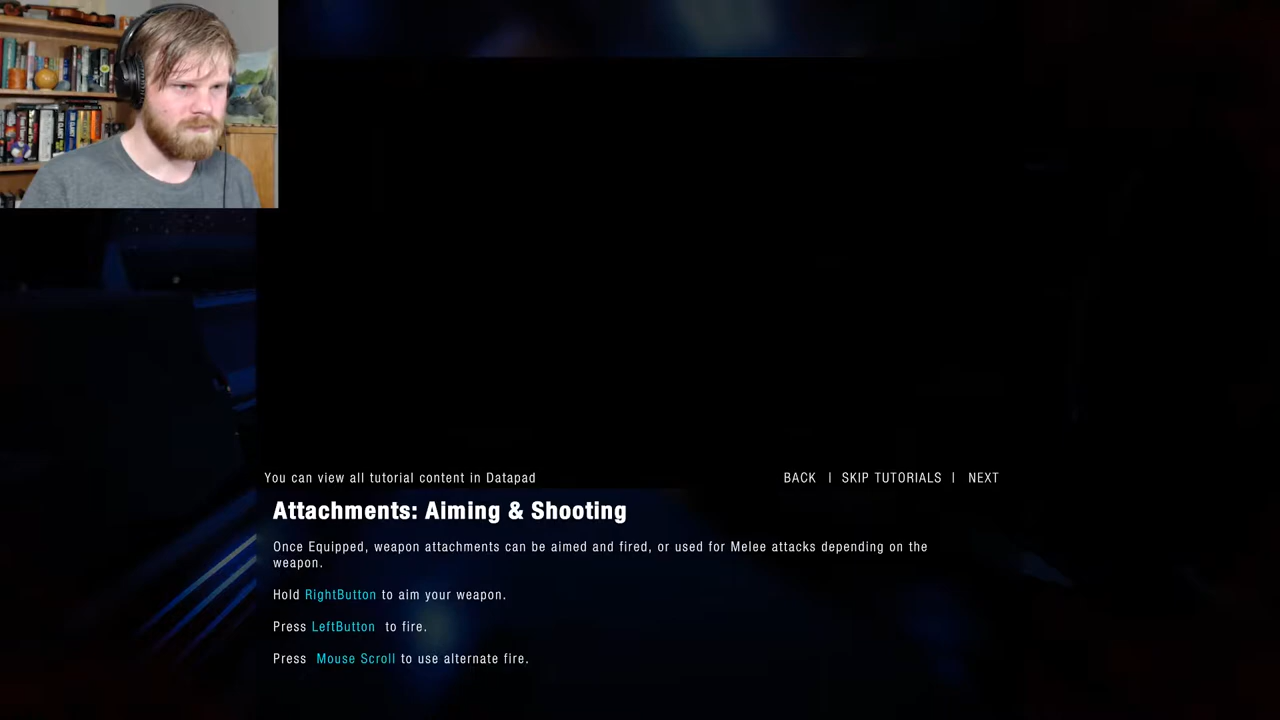 You can view all tutorial content in Datapad
BACK | SKIP TUTORIALS | NEXT
Attachments: Aiming & Shooting
Once Equipped, weapon attachments can be aimed and fired, or used for Melee attacks depending on the
weapon.
Hold RightButton to aim your weapon.
Press LeftButton to fire.
Press Mouse Scroll to use alternate fire.